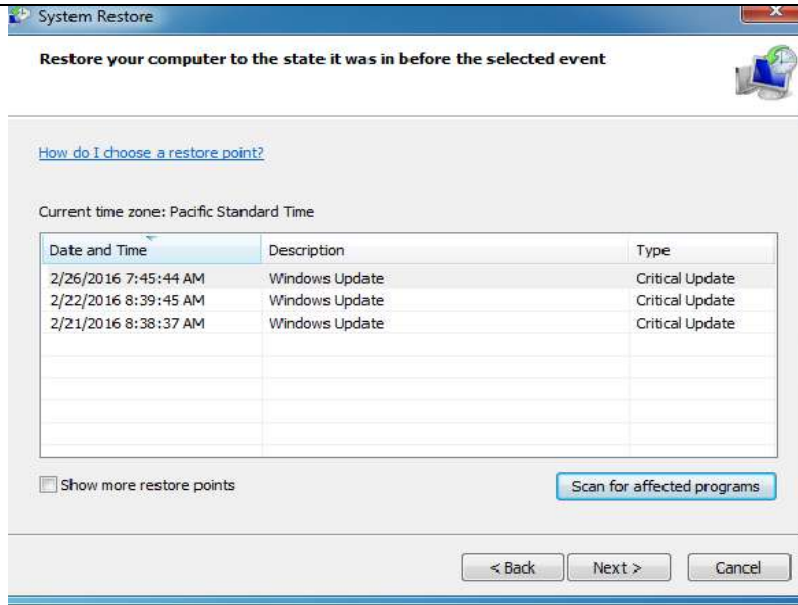 System Restore
Restore your computer to the state it was in before the selected event
How do I choose a restore point?
Current time zone: Pacific Standard Time
Date and Time Description Type
2/26/2016 7:45:44 AM Windows Update Critical Update
2/22/2016 8:39:45 AM Windows Update Critical Update
2/21/2016 8:38:37 AM Windows Update Critical Update
Show more restore points Scan for affected programs
< Back Next > Cancel